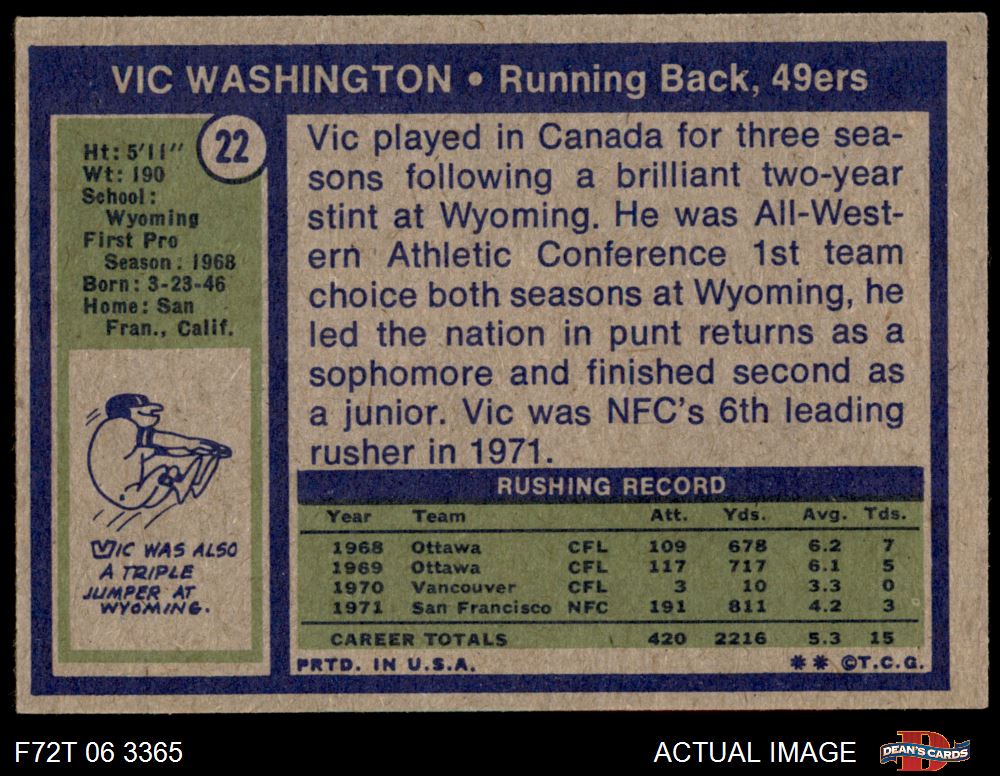 VIC WASHINGTON • Running Back, 49ers
22
Ht: 5'11"
Wt: 190
School:
Wyoming
First Pro
Season: 1968
Born: 3-23-46
Home: San
Fran., Calif.
VIC WAS ALSO
A TRIPLE
JUMPER AT
WYOMING.
Vic played in Canada for three sea-
sons following a brilliant two-year
stint at Wyoming. He was All-West-
ern Athletic Conference 1st team
choice both seasons at Wyoming, he
led the nation in punt returns as a
sophomore and finished second as
a junior. Vic was NFC's 6th leading
rusher in 1971.
RUSHING RECORD
Year Team Att. Yds. Avg. Tds.
1968 Ottawa CFL 109 678 6.2 7
1969 Ottawa CFL 117 717 6.1 5
1970 Vancouver CFL 3 10 3.3 0
1971 San Francisco NFC 191 811 4.2 3
CAREER TOTALS 420 2216 5.3 15
PRTD. IN U.S.A. ** ©T.C.G.
F72T 06 3365 ACTUAL IMAGE DEAN'S CARDS